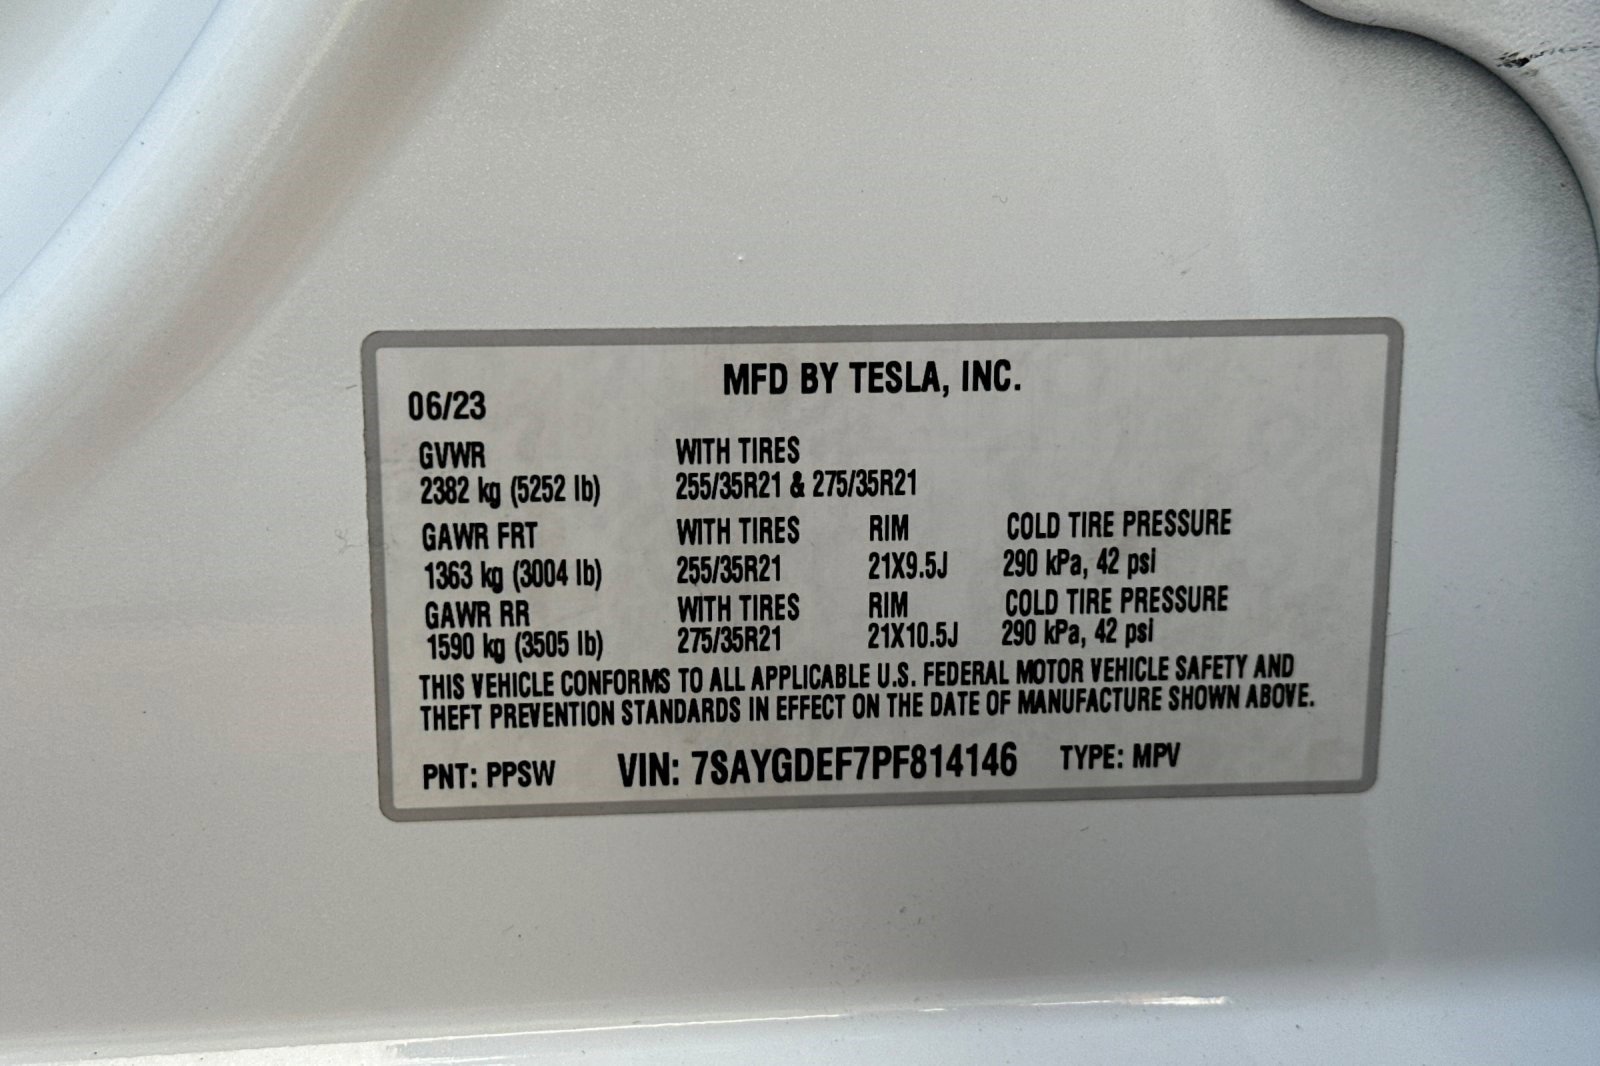 MFD BY TESLA, INC.
06/23
GVWR WITH TIRES
2382 kg (5252 lb) 255/35R21 & 275/35R21
GAWR FRT WITH TIRES RIM COLD TIRE PRESSURE
1363 kg (3004 lb) 255/35R21 21X9.5J 290 kPa, 42 psi
GAWR RR WITH TIRES RIM COLD TIRE PRESSURE
1590 kg (3505 lb) 275/35R21 21X10.5J 290 kPa, 42 psi
THIS VEHICLE CONFORMS TO ALL APPLICABLE U.S. FEDERAL MOTOR VEHICLE SAFETY AND
THEFT PREVENTION STANDARDS IN EFFECT ON THE DATE OF MANUFACTURE SHOWN ABOVE.
PNT: PPSW VIN: 7SAYGDEF7PF814146 TYPE: MPV